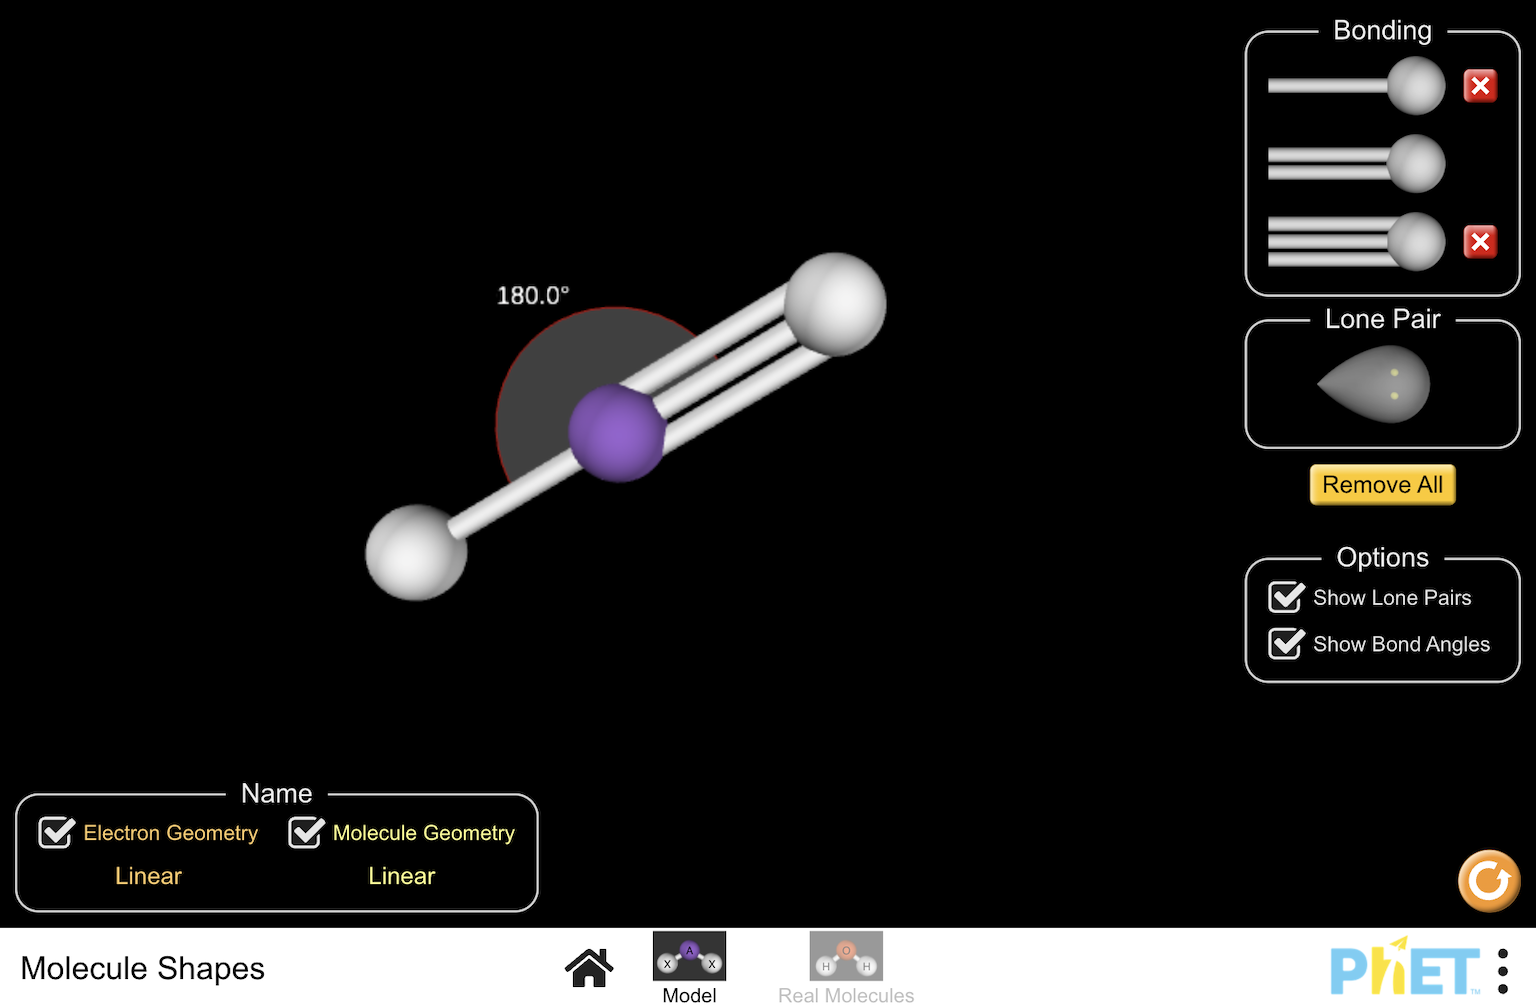 Bonding
Lone Pair
Remove All
Options
Show Lone Pairs
Show Bond Angles
180.0°
Name
Electron Geometry
Molecule Geometry
Linear
Linear
Molecule Shapes
A
X
X
Model
O
H
H
Real Molecules
PhET™